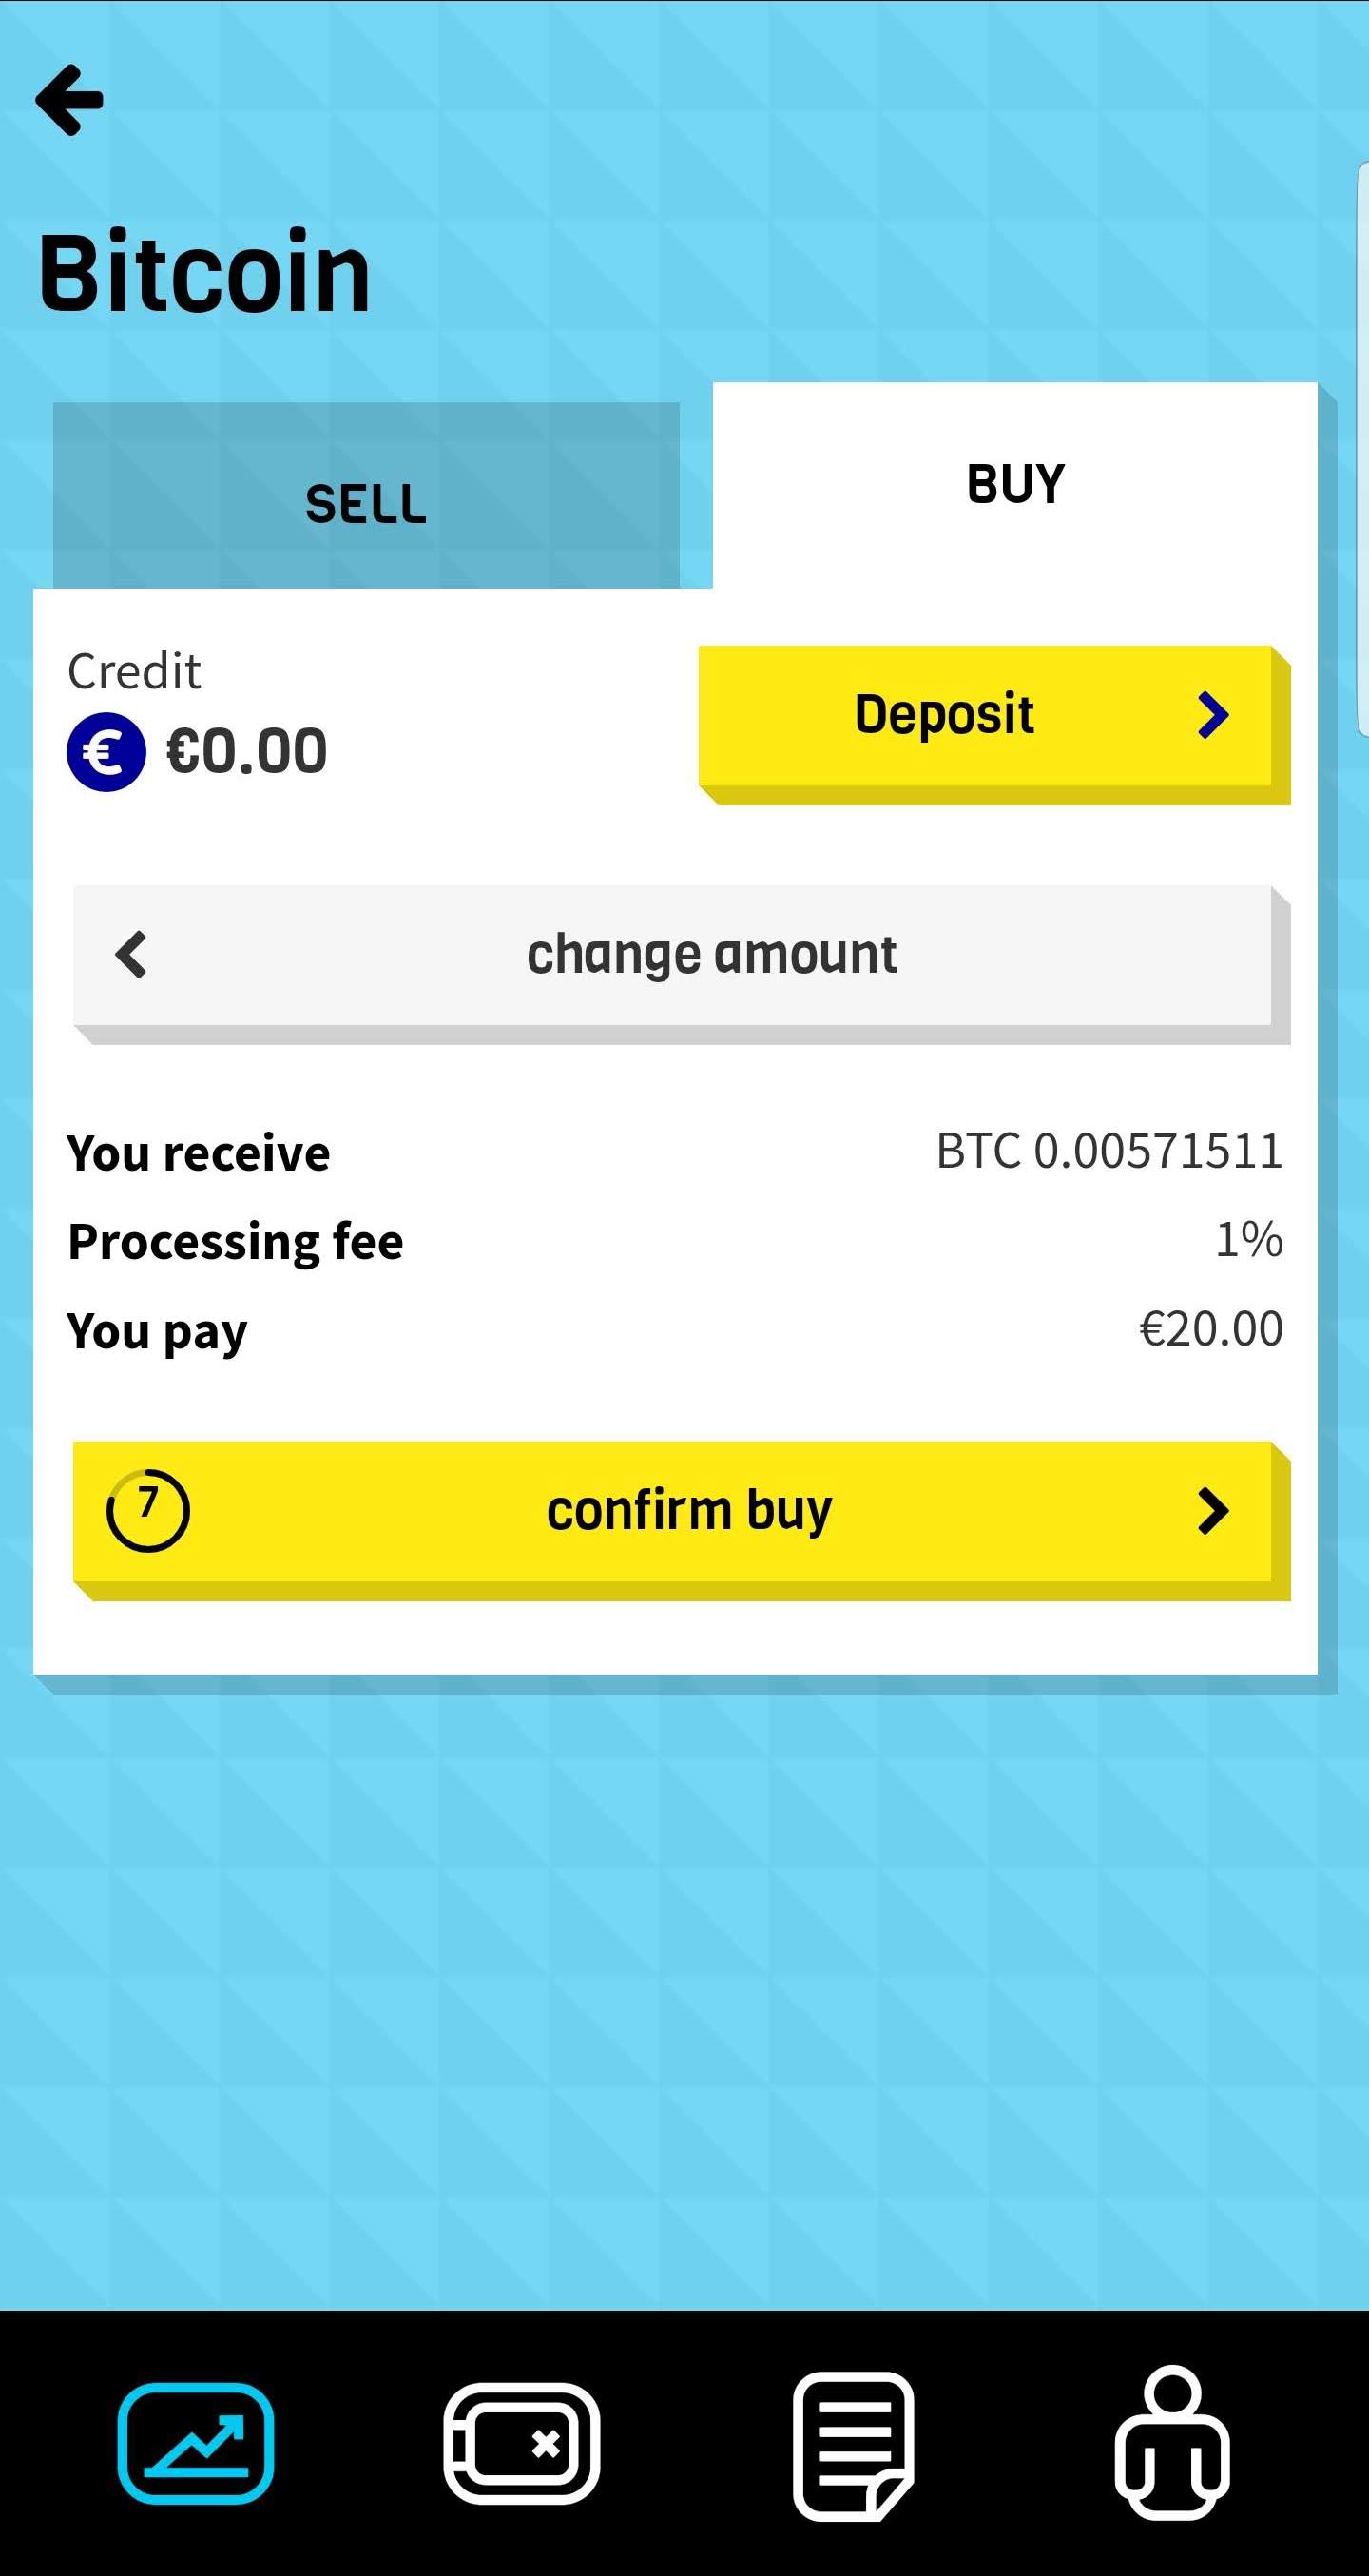 Bitcoin
SELL
BUY
Credit
€ €0.00
Deposit
change amount
You receive BTC 0.00571511
Processing fee 1%
You pay €20.00
7 confirm buy